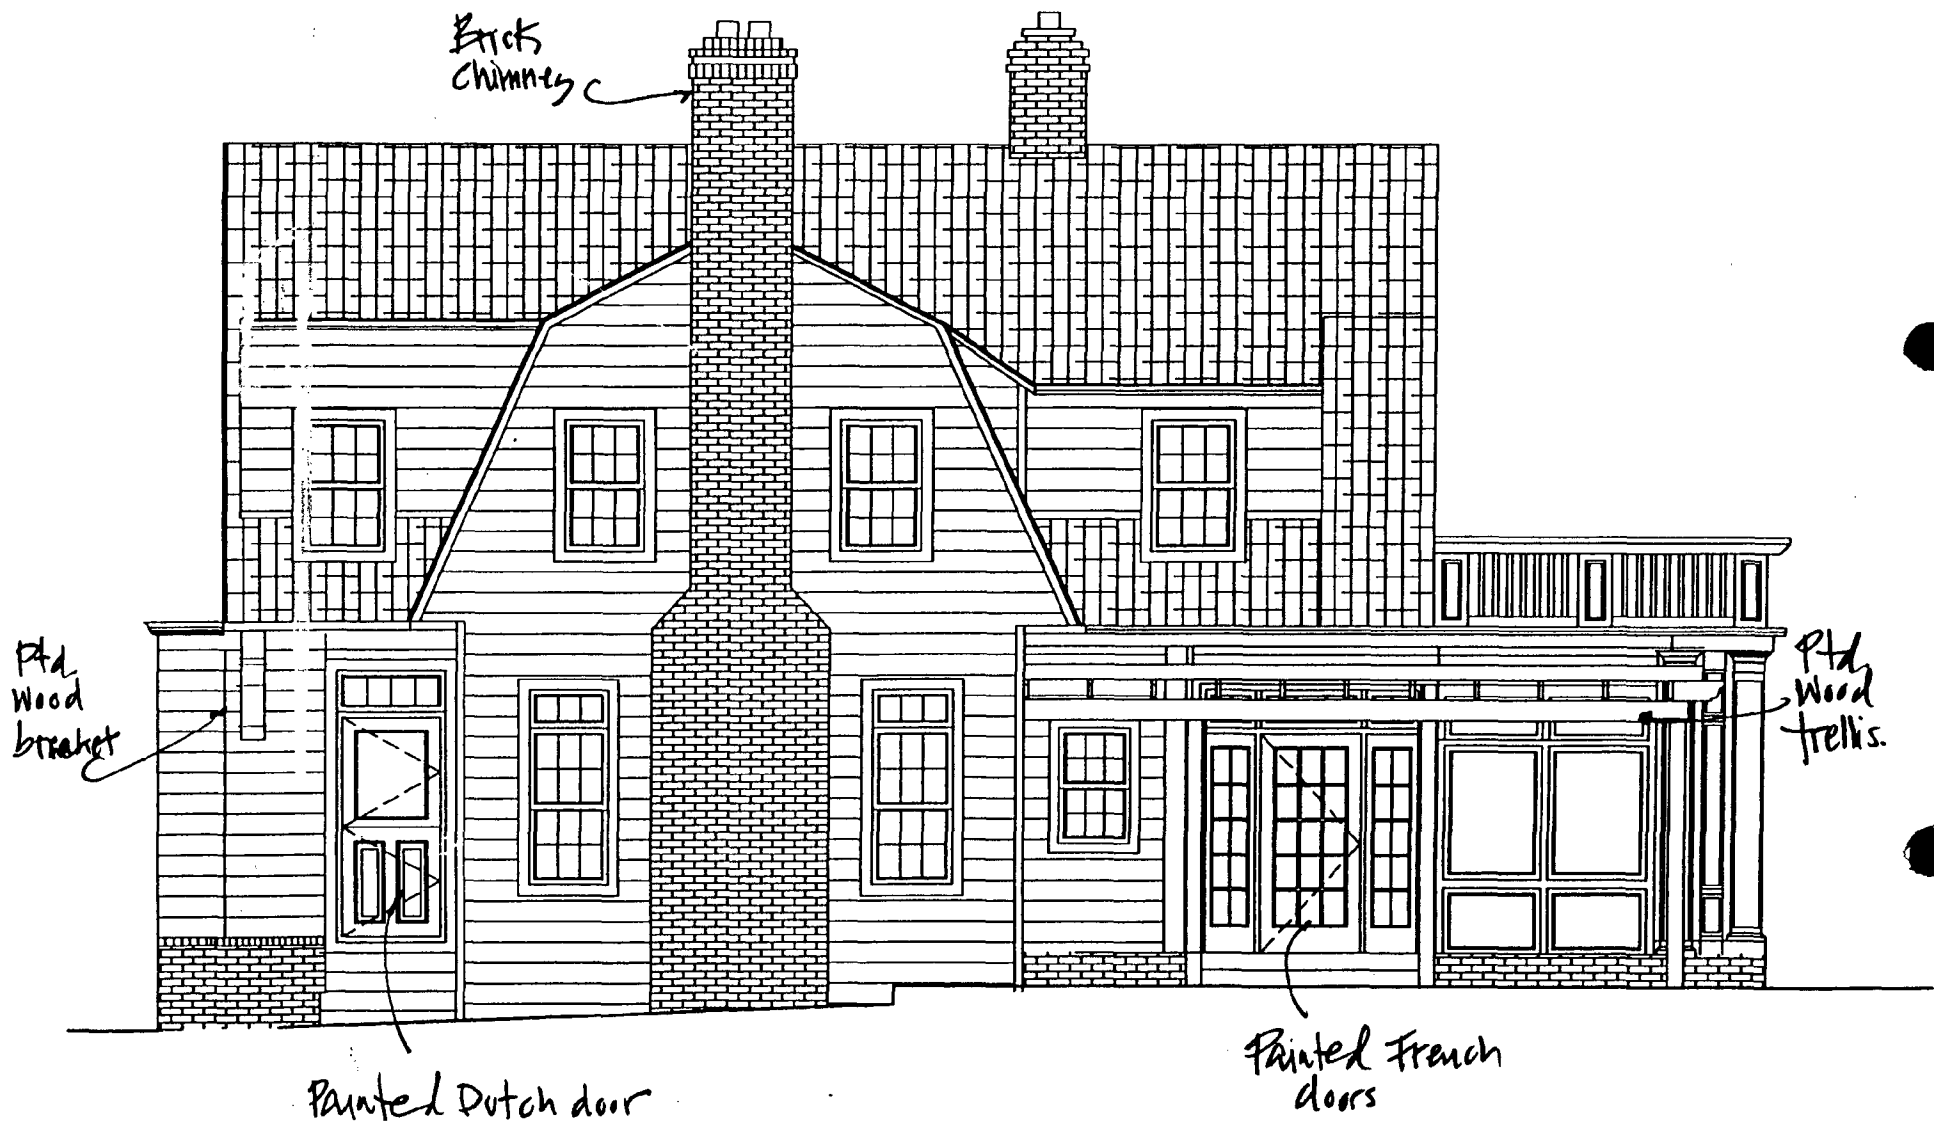 Brick
chimney
Ptd
wood
bracket
Ptd
wood
trellis.
Painted Dutch door
Painted French
doors